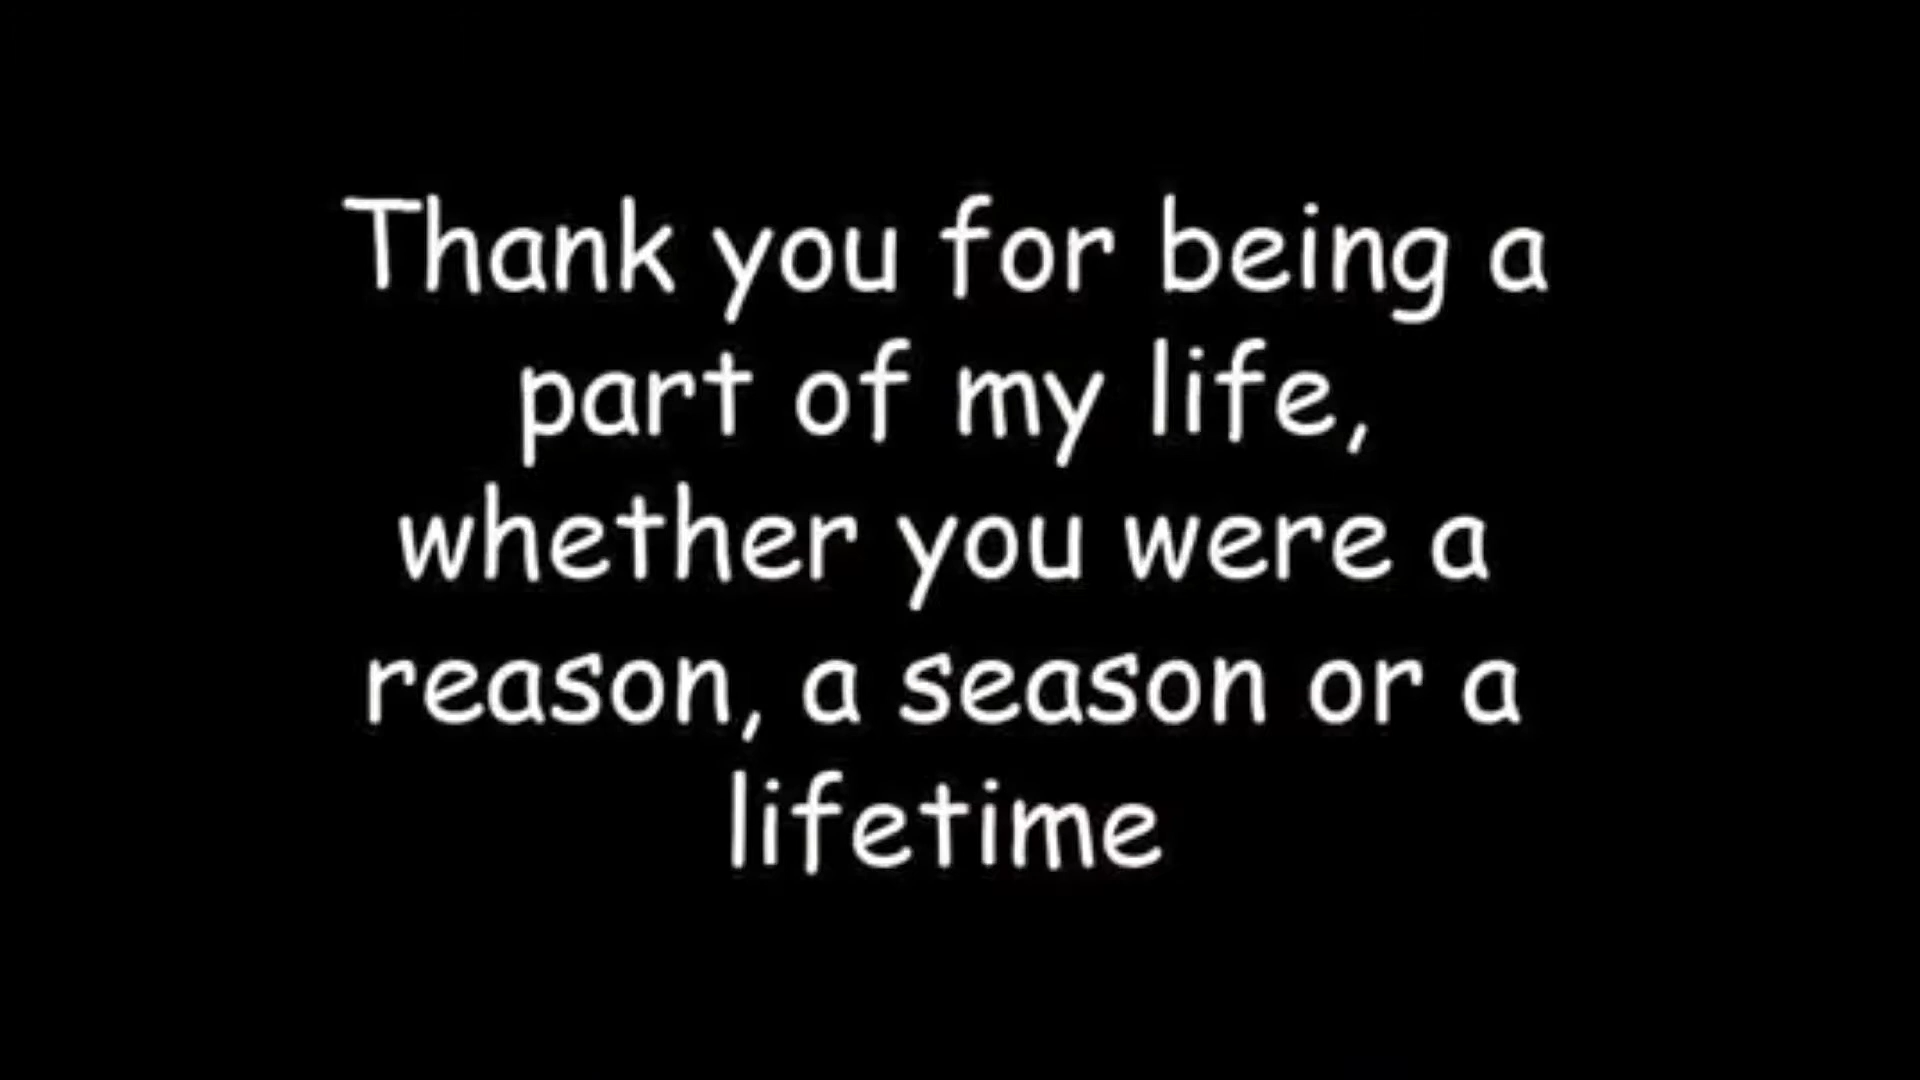 Thank you for being a
part of my life,
whether you were a
reason, a season or a
lifetime